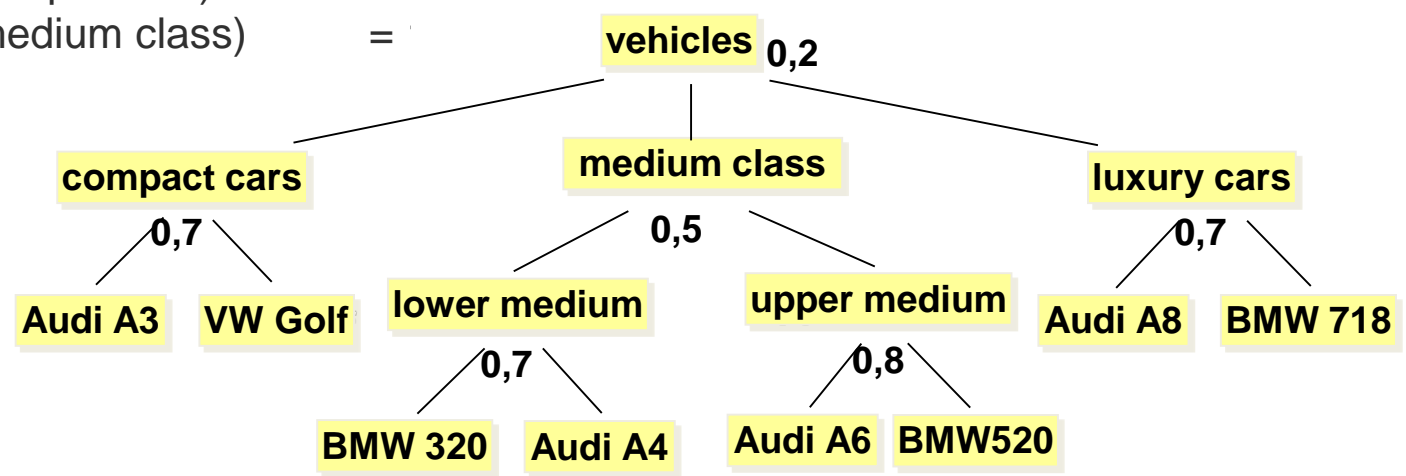 medium class) =
vehicles 0,2
compact cars medium class luxury cars
0,7 0,5 0,7
Audi A3 VW Golf lower medium upper medium Audi A8 BMW 718
0,7 0,8
BMW 320 Audi A4 Audi A6 BMW520